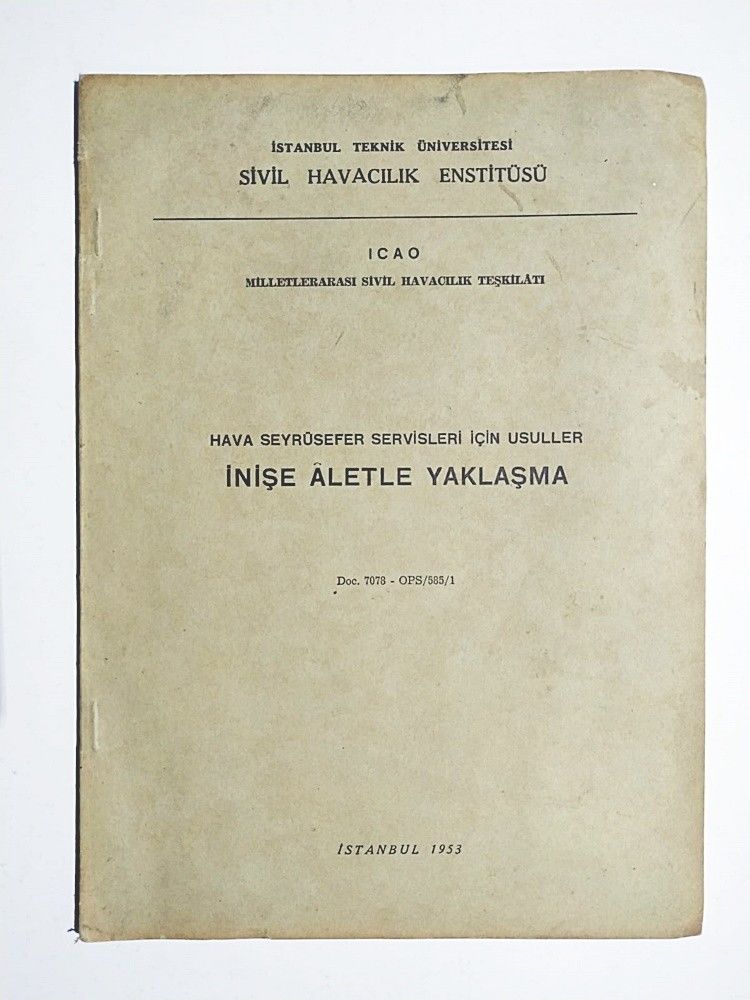 İSTANBUL TEKNİK ÜNİVERSİTESİ
SİVİL HAVACILIK ENSTİTÜSÜ
ICAO
MİLLETLERARASI SİVİL HAVACILIK TEŞKİLÂTI
HAVA SEYRÜSEFER SERVİSLERİ İÇİN USULLER
İNİŞE ÂLETLE YAKLAŞMA
Doc. 7078 - OPS/585/1
İSTANBUL 1953